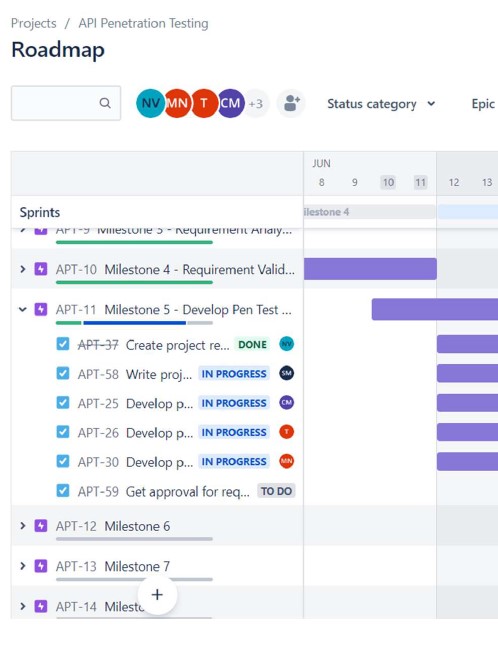 Projects / API Penetration Testing
Roadmap
NV MN T CM +3 Status category Epic
JUN
8 9 10 11 12 13
Sprints
ilestone 4
APT-9 Milestone 3 - Requirement Analy...
APT-10 Milestone 4 - Requirement Valid...
APT-11 Milestone 5 - Develop Pen Test ...
APT-37 Create project re... DONE NV
APT-58 Write proj... IN PROGRESS SM
APT-25 Develop p... IN PROGRESS CM
APT-26 Develop p... IN PROGRESS T
APT-30 Develop p... IN PROGRESS MN
APT-59 Get approval for req... TO DO
APT-12 Milestone 6
APT-13 Milestone 7
APT-14 Milesto